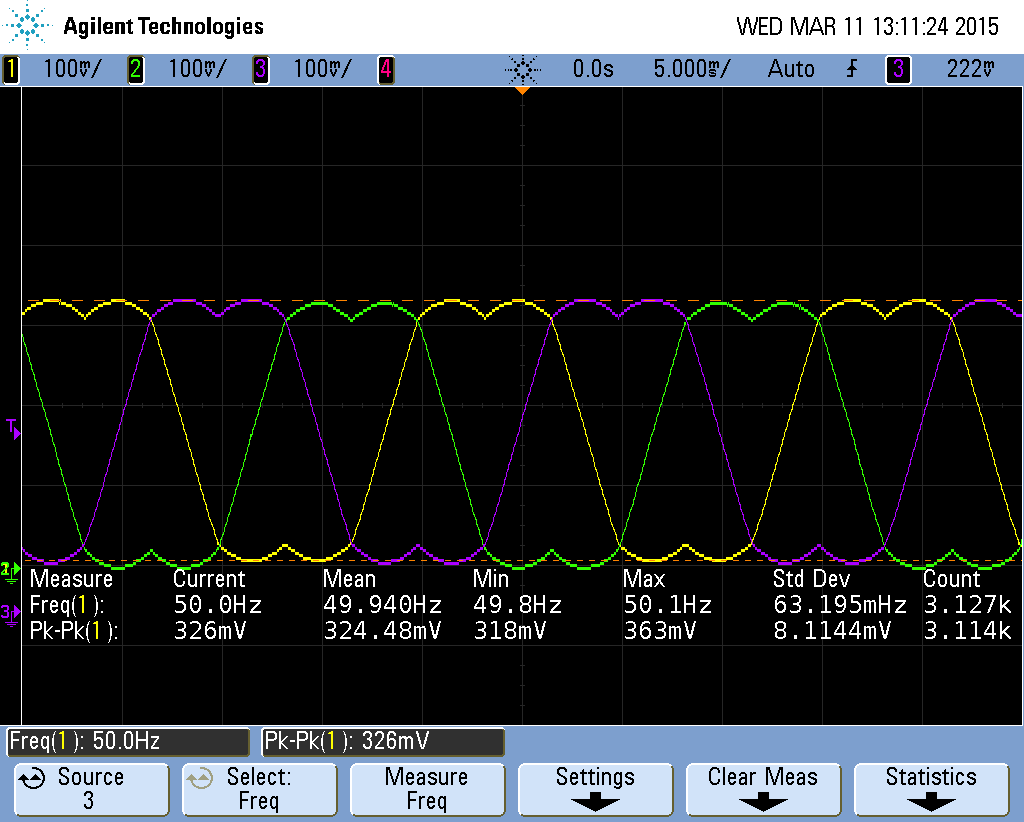 Agilent Technologies WED MAR 11 13:11:24 2015
1 100mV/ 2 100mV/ 3 100mV/ 4 0.0s 5.000ms/ Auto 3 222mV
T
2
3
Measure Current Mean Min Max Std Dev Count
Freq(1): 50.0Hz 49.940Hz 49.8Hz 50.1Hz 63.195mHz 3.127k
Pk-Pk(1): 326mV 324.48mV 318mV 363mV 8.1144mV 3.114k
Freq(1): 50.0Hz Pk-Pk(1): 326mV
Source Select: Measure Settings Clear Meas Statistics
3 Freq Freq